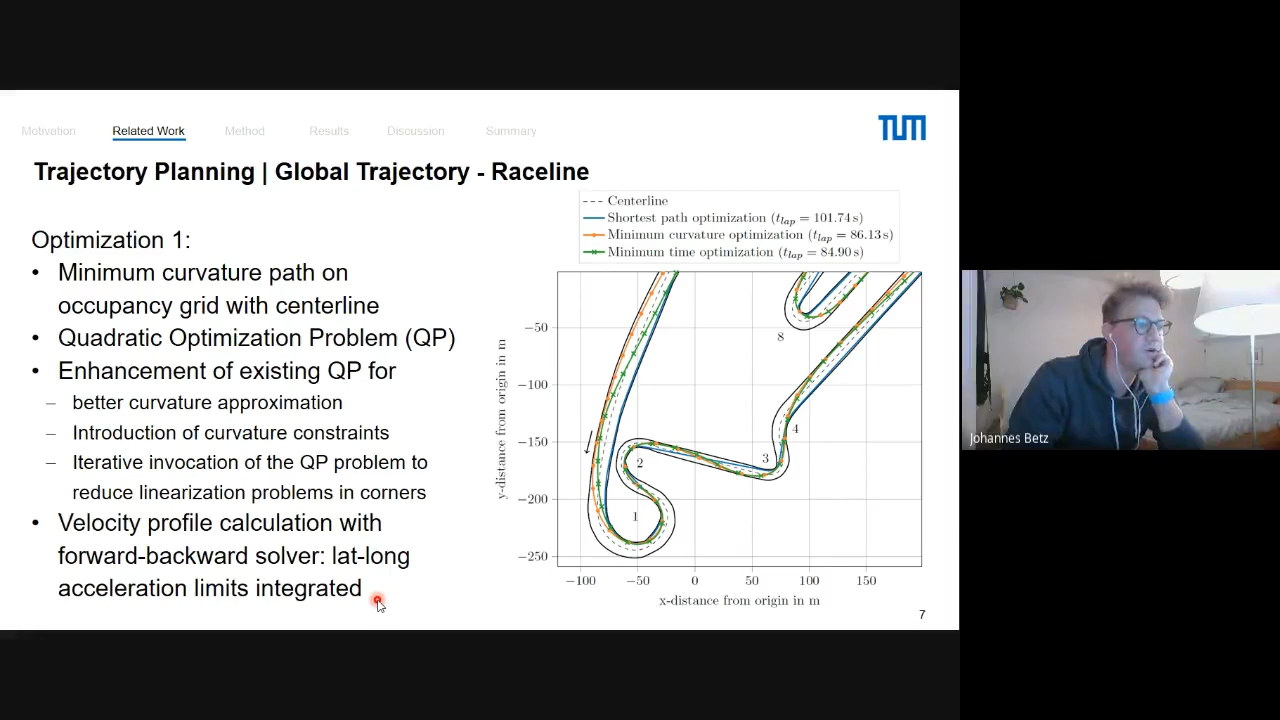 Motivation
Related Work
Method
Results
Discussion
Summary
TUM
Trajectory Planning | Global Trajectory - Raceline
Optimization 1:
• Minimum curvature path on
occupancy grid with centerline
• Quadratic Optimization Problem (QP)
• Enhancement of existing QP for
– better curvature approximation
– Introduction of curvature constraints
– Iterative invocation of the QP problem to
reduce linearization problems in corners
• Velocity profile calculation with
forward-backward solver: lat-long
acceleration limits integrated
Centerline
Shortest path optimization (t_lap = 101.74 s)
Minimum curvature optimization (t_lap = 86.13 s)
Minimum time optimization (t_lap = 84.90 s)
y-distance from origin in m
−50
−100
−150
−200
−250
8
4
3
2
1
−100
−50
0
50
100
150
x-distance from origin in m
7
Johannes Betz